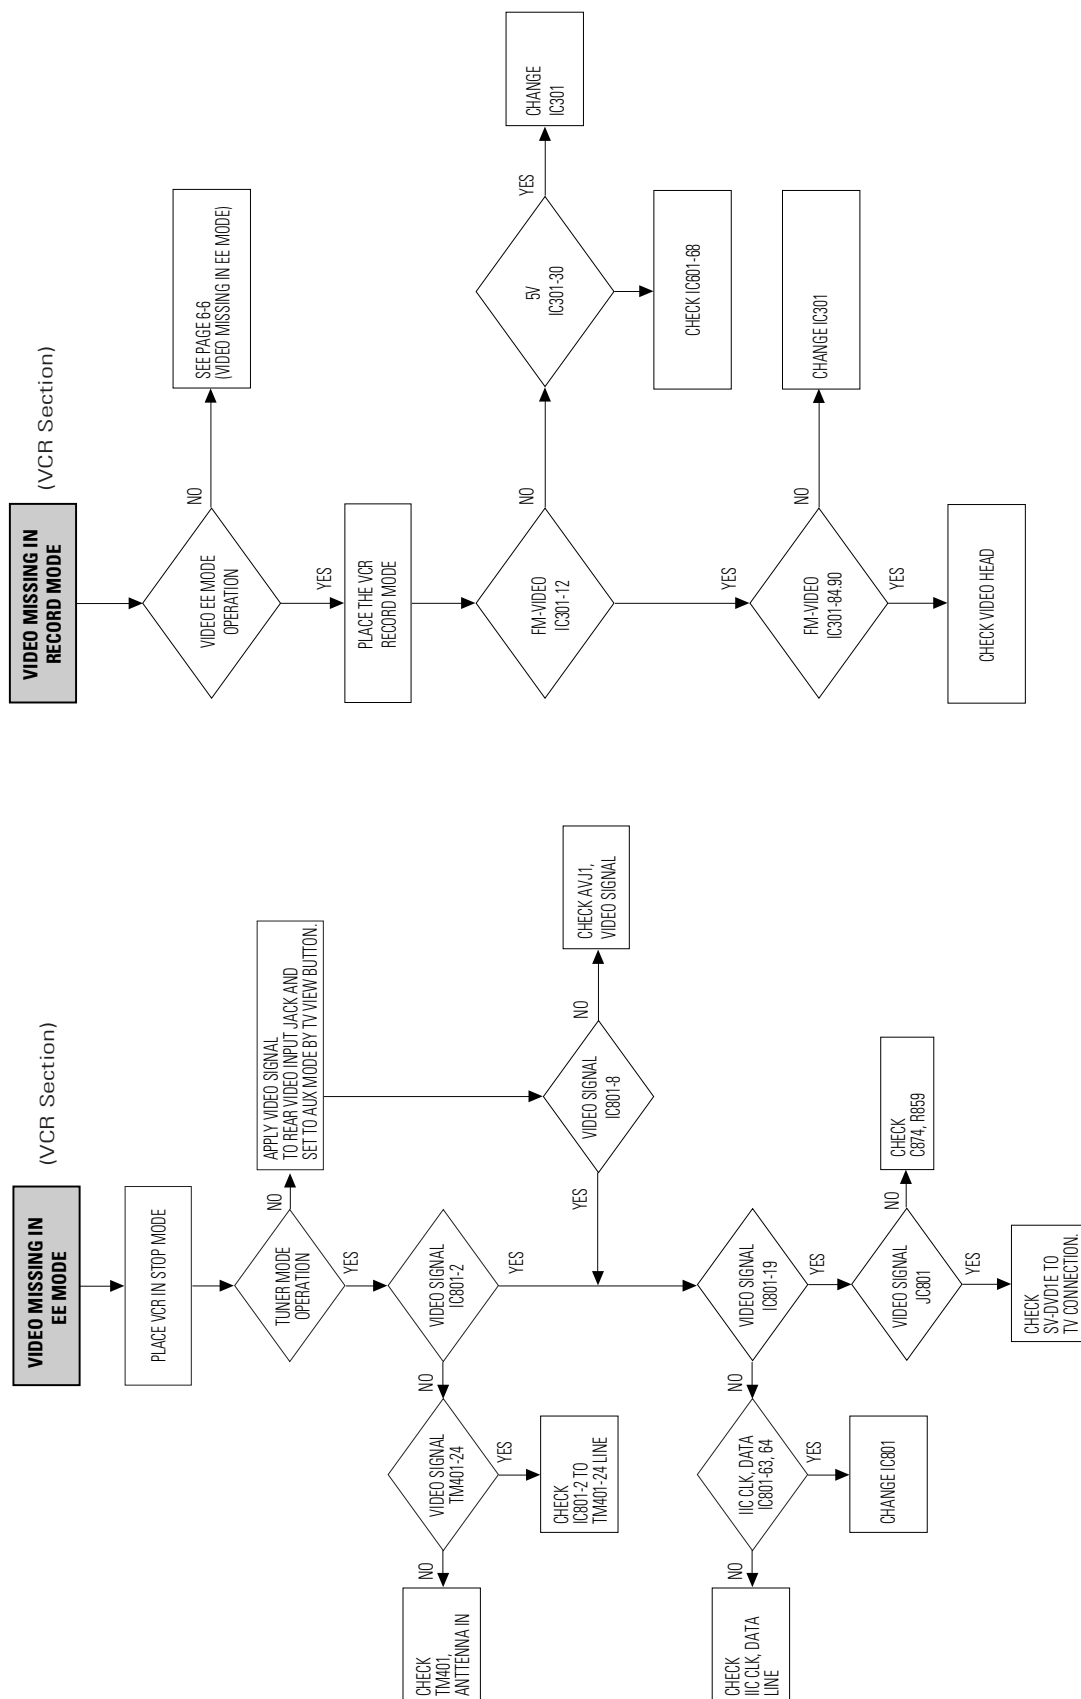 VIDEO MISSING IN
EE MODE
(VCR Section)
PLACE VCR IN STOP MODE
TUNER MODE
OPERATION
NO
APPLY VIDEO SIGNAL
TO REAR VIDEO INPUT JACK AND
SET TO AUX MODE BY TV VIEW BUTTON.
YES
VIDEO SIGNAL
IC801-2
NO
VIDEO SIGNAL
TM401-24
NO
CHECK
TM401,
ANTTENNA IN
YES
CHECK
IC801-2 TO
TM401-24 LINE
YES
VIDEO SIGNAL
IC801-8
NO
CHECK AVJ1,
VIDEO SIGNAL
YES
VIDEO SIGNAL
IC801-19
NO
IIC CLK, DATA
IC801-63, 64
NO
CHECK
IIC CLK, DATA
LINE
YES
CHANGE IC801
YES
VIDEO SIGNAL
JC801
NO
CHECK
C874, R859
YES
CHECK
SV-DVD1E TO
TV CONNECTION.
VIDEO MISSING IN
RECORD MODE
(VCR Section)
VIDEO EE MODE
OPERATION
NO
SEE PAGE 6-6
(VIDEO MISSING IN EE MODE)
YES
PLACE THE VCR
RECORD MODE
FM-VIDEO
IC301-12
NO
5V
IC301-30
YES
CHANGE
IC301
CHECK IC601-68
YES
FM-VIDEO
IC301-84.90
NO
CHANGE IC301
YES
CHECK VIDEO HEAD